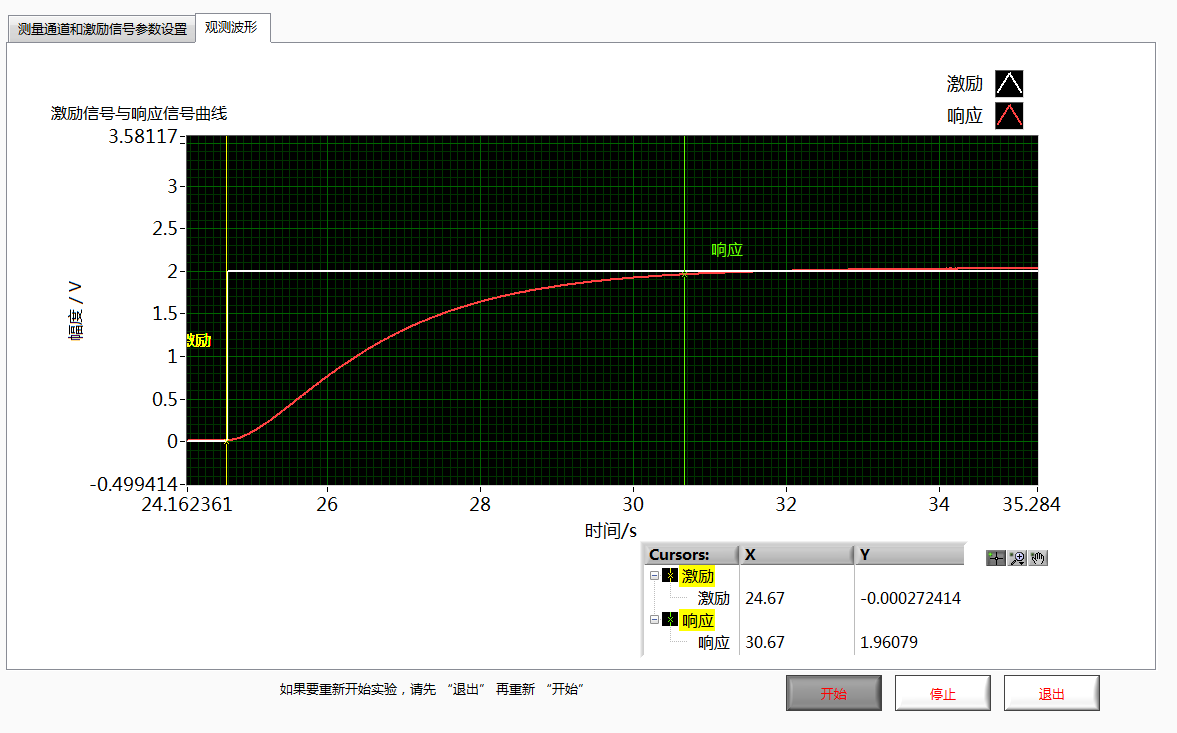 测量通道和激励信号参数设置 观测波形
激励
响应
激励信号与响应信号曲线
3.58117
3
2.5
2
1.5
1
0.5
0
-0.499414
幅度 / V
响应
激励
24.162361 26 28 30 32 34 35.284
时间/s
Cursors: X Y
激励
激励 24.67 -0.000272414
响应
响应 30.67 1.96079
如果要重新开始实验，请先 “退出” 再重新 “开始”
开始 停止 退出